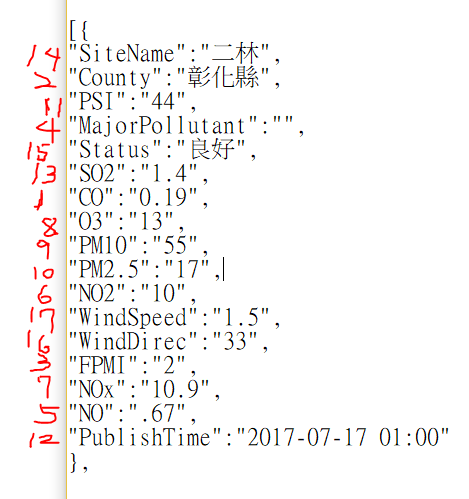 [{
14 "SiteName":"二林",
2 "County":"彰化縣",
11 "PSI":"44",
4 "MajorPollutant":"",
15 "Status":"良好",
13 "SO2":"1.4",
1 "CO":"0.19",
8 "O3":"13",
9 "PM10":"55",
10 "PM2.5":"17",
6 "NO2":"10",
17 "WindSpeed":"1.5",
16 "WindDirec":"33",
3 "FPMI":"2",
7 "NOx":"10.9",
5 "NO":".67",
12 "PublishTime":"2017-07-17 01:00"
},